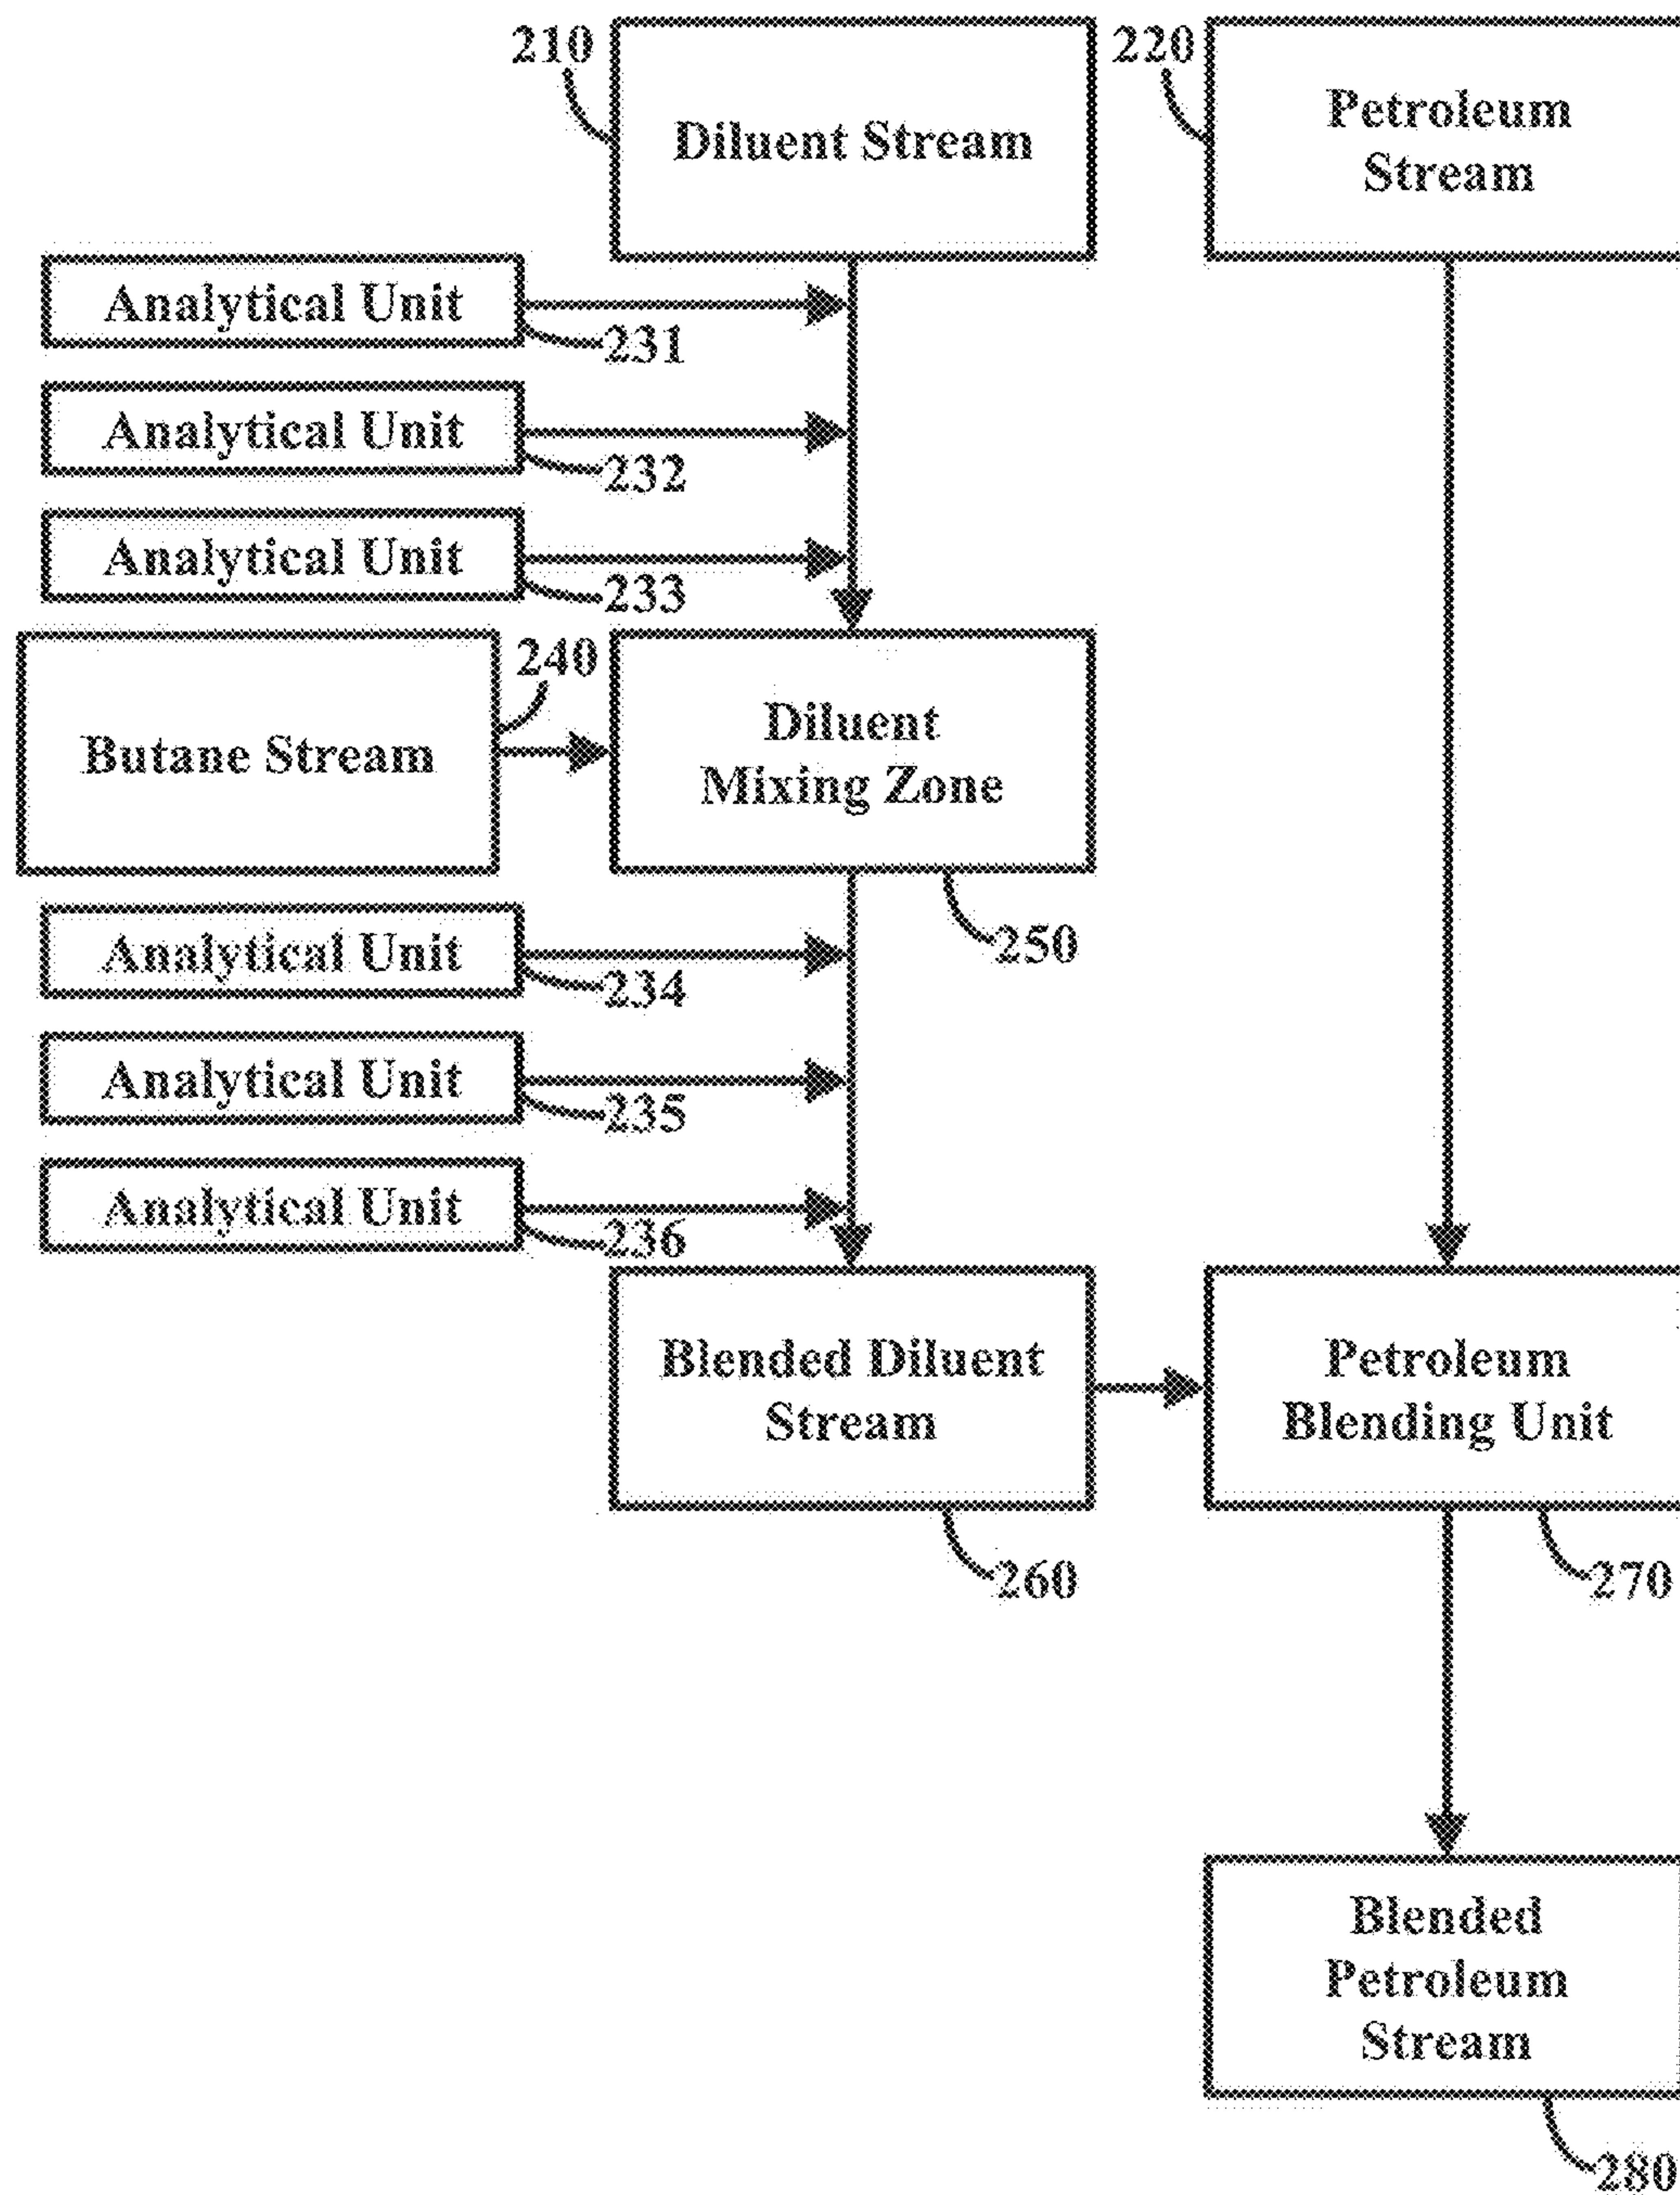 210
Diluent Stream
220
Petroleum
Stream
Analytical Unit
231
Analytical Unit
232
Analytical Unit
233
Butane Stream
240
Diluent
Mixing Zone
250
Analytical Unit
234
Analytical Unit
235
Analytical Unit
236
Blended Diluent
Stream
260
Petroleum
Blending Unit
270
Blended
Petroleum
Stream
280